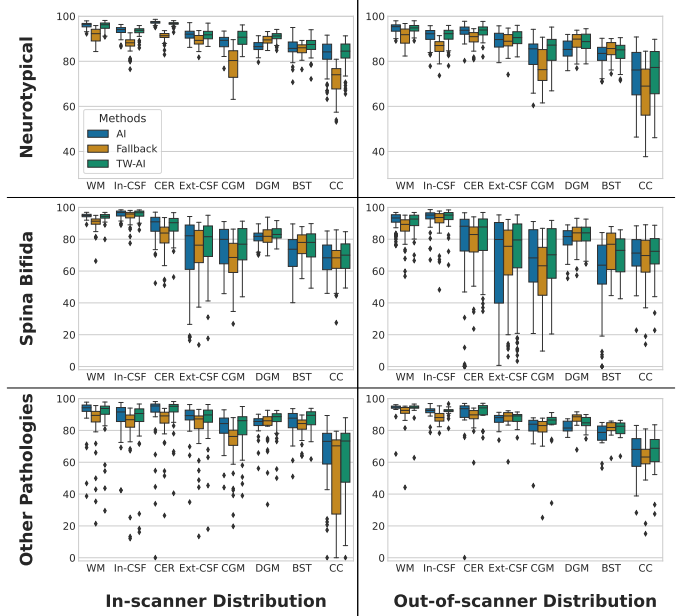 Neurotypical
100
80
60
40
Methods
AI
Fallback
TW-AI
WM In-CSF CER Ext-CSF CGM DGM BST CC
100
80
60
40
WM In-CSF CER Ext-CSF CGM DGM BST CC
Spina Bifida
100
80
60
40
20
0
WM In-CSF CER Ext-CSF CGM DGM BST CC
100
80
60
40
20
0
WM In-CSF CER Ext-CSF CGM DGM BST CC
Other Pathologies
100
80
60
40
20
0
WM In-CSF CER Ext-CSF CGM DGM BST CC
100
80
60
40
20
0
WM In-CSF CER Ext-CSF CGM DGM BST CC
In-scanner Distribution
Out-of-scanner Distribution